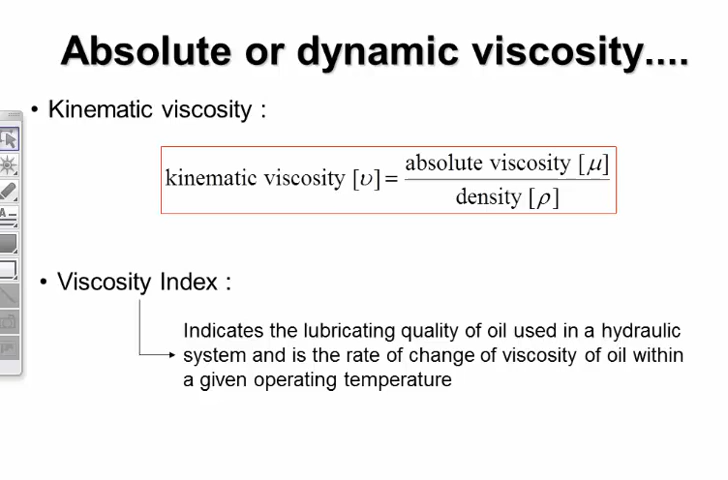 Absolute or dynamic viscosity....
• Kinematic viscosity :
kinematic viscosity [υ] = absolute viscosity [μ]
density [ρ]
• Viscosity Index :
Indicates the lubricating quality of oil used in a hydraulic
system and is the rate of change of viscosity of oil within
a given operating temperature
A